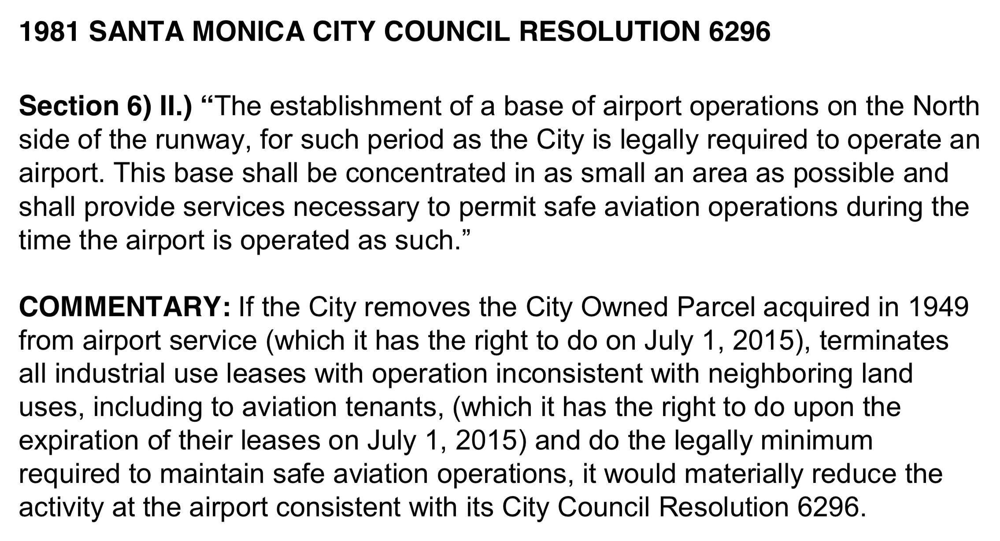 1981 SANTA MONICA CITY COUNCIL RESOLUTION 6296
Section 6) II.) “The establishment of a base of airport operations on the North
side of the runway, for such period as the City is legally required to operate an
airport. This base shall be concentrated in as small an area as possible and
shall provide services necessary to permit safe aviation operations during the
time the airport is operated as such.”
COMMENTARY: If the City removes the City Owned Parcel acquired in 1949
from airport service (which it has the right to do on July 1, 2015), terminates
all industrial use leases with operation inconsistent with neighboring land
uses, including to aviation tenants, (which it has the right to do upon the
expiration of their leases on July 1, 2015) and do the legally minimum
required to maintain safe aviation operations, it would materially reduce the
activity at the airport consistent with its City Council Resolution 6296.